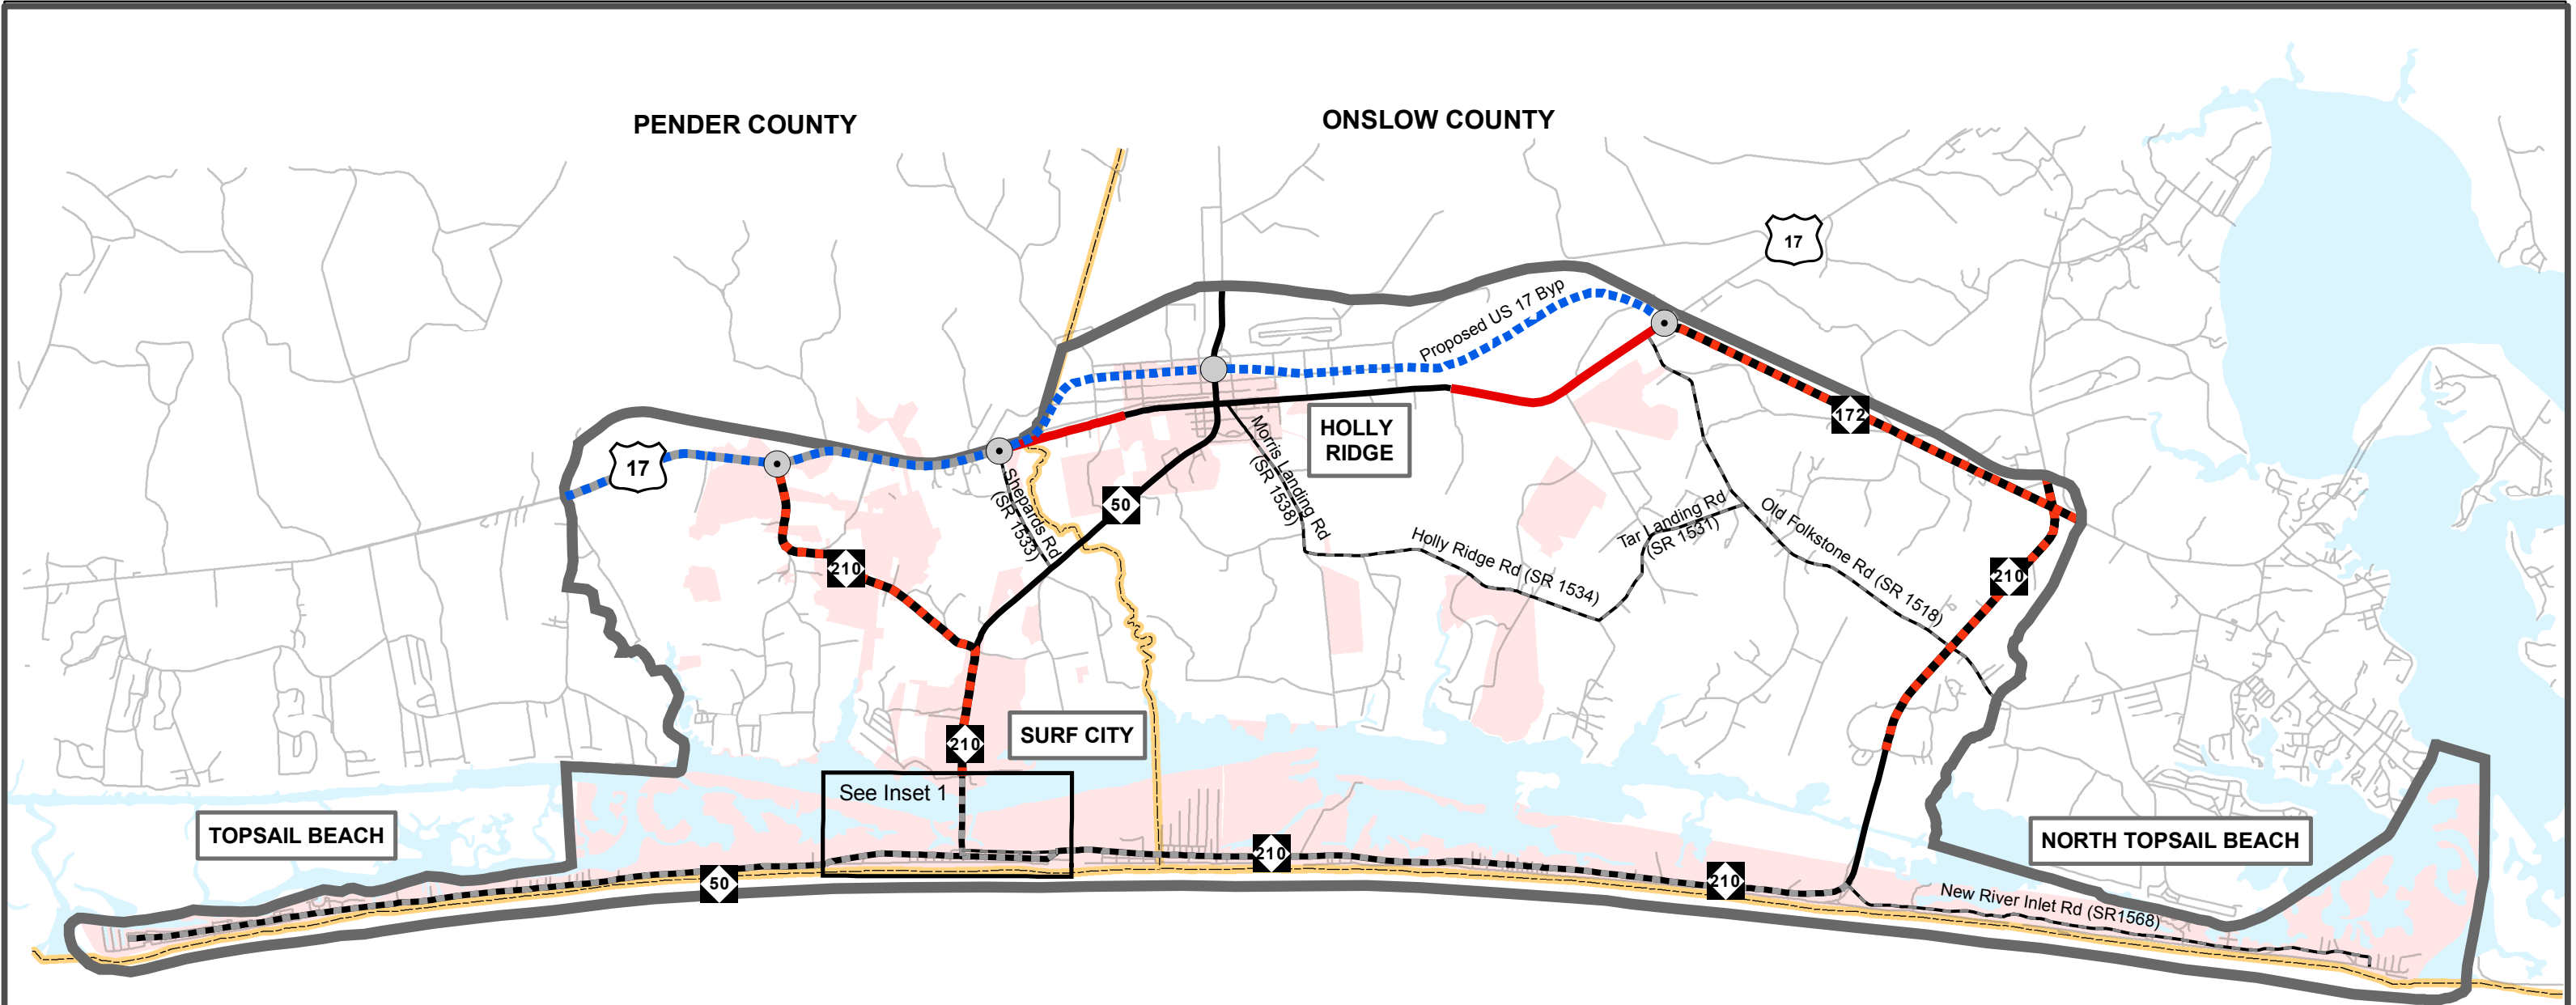 PENDER COUNTY
ONSLOW COUNTY
17
Proposed US 17 Byp
172
17
HOLLY
RIDGE
Shepards Rd
(SR 1533)
50
Morris Landing Rd
(SR 1538)
Holly Ridge Rd (SR 1534)
Tar Landing Rd
(SR 1531)
Old Folkstone Rd (SR 1518)
210
210
210
SURF CITY
See Inset 1
TOPSAIL BEACH
NORTH TOPSAIL BEACH
50
210
210
New River Inlet Rd (SR1568)